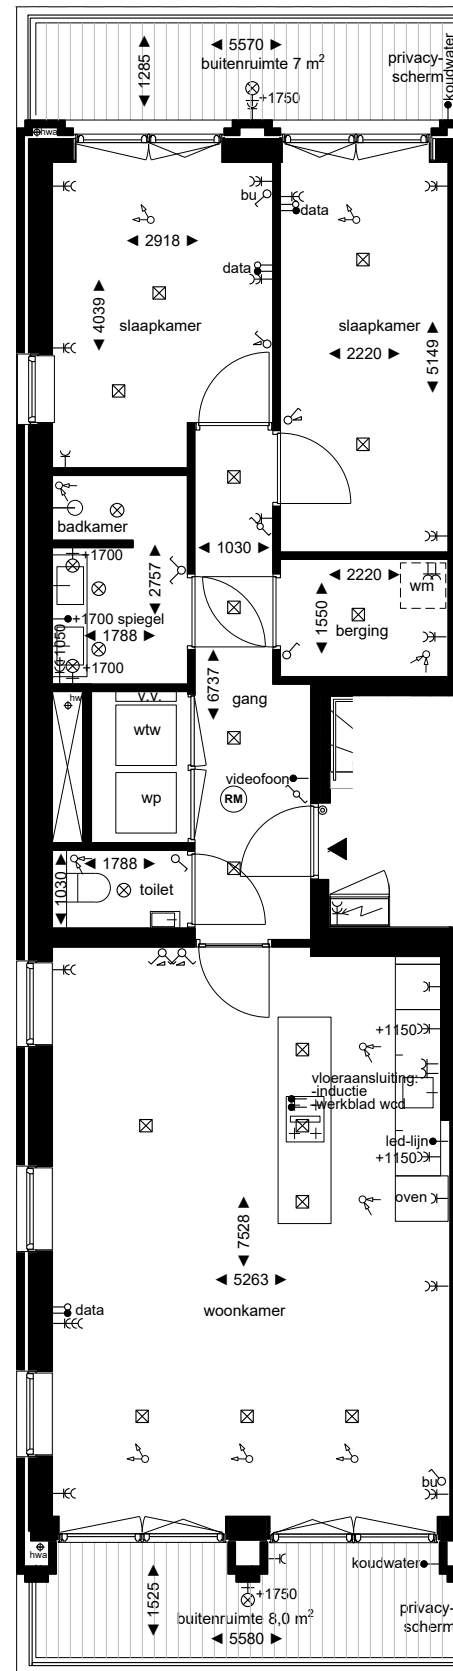 5570
1285
buitenruimte 7 m²
privacy-
scherm
koudwater
+1750
hwa
bu
data
2918
data
4039
slaapkamer
slaapkamer
2220
5149
badkamer
+1700
1030
2757
2220
wm
1550
berging
+1700 spiegel
+1050
1788
+1700
6737
gang
hw
v.v.
wtw
videofoon
wp
RM
1788
1030
toilet
+1150
vloeraansluiting:
-inductie
-werkblad wcd
led-lijn
+1150
oven
7528
5263
data
woonkamer
bu
hwa
koudwater
1525
+1750
buitenruimte 8,0 m²
5580
privacy-
scherm